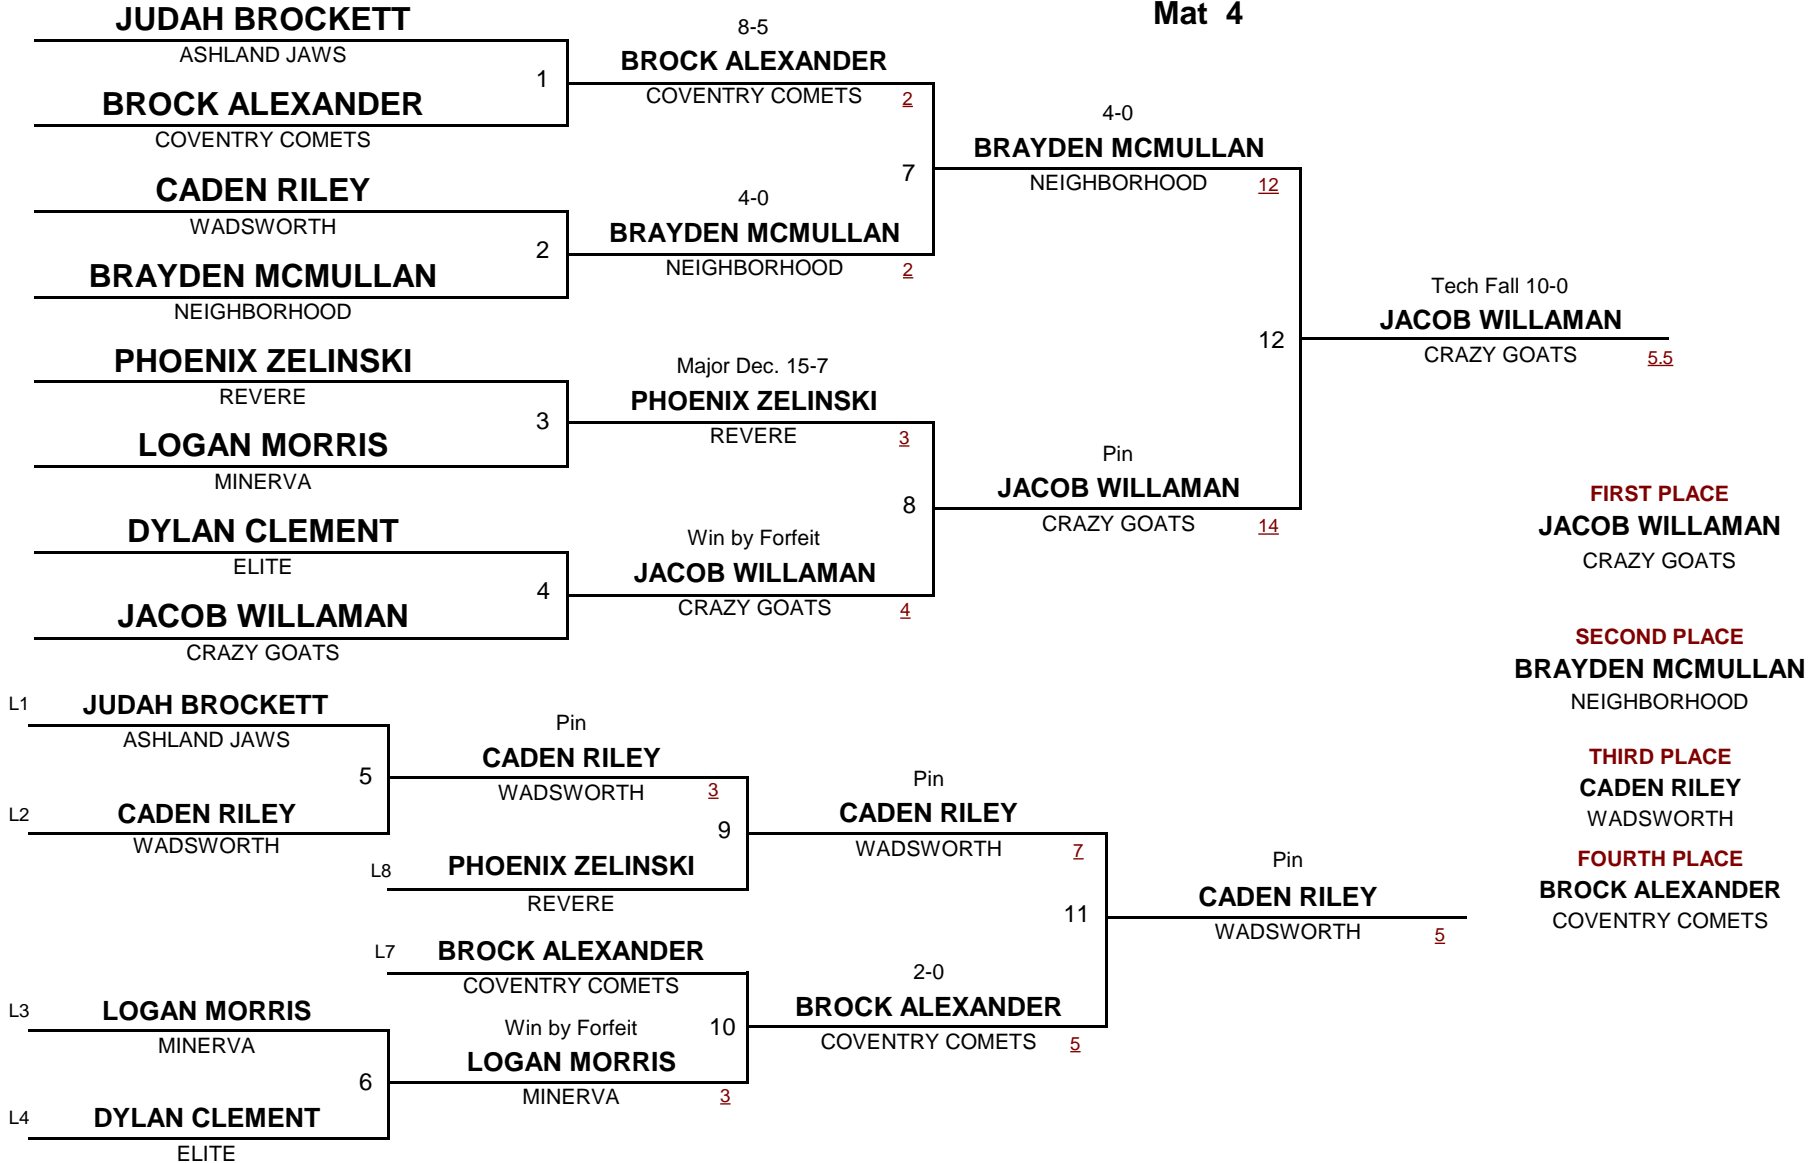 Mat 4
JUDAH BROCKETT
ASHLAND JAWS
1
BROCK ALEXANDER
COVENTRY COMETS
CADEN RILEY
WADSWORTH
2
BRAYDEN MCMULLAN
NEIGHBORHOOD
PHOENIX ZELINSKI
REVERE
3
LOGAN MORRIS
MINERVA
DYLAN CLEMENT
ELITE
4
JACOB WILLAMAN
CRAZY GOATS
8-5
BROCK ALEXANDER
COVENTRY COMETS 2
7
4-0
BRAYDEN MCMULLAN
NEIGHBORHOOD 2
Major Dec. 15-7
PHOENIX ZELINSKI
REVERE 3
8
Win by Forfeit
JACOB WILLAMAN
CRAZY GOATS 4
4-0
BRAYDEN MCMULLAN
NEIGHBORHOOD 12
12
Pin
JACOB WILLAMAN
CRAZY GOATS 14
Tech Fall 10-0
JACOB WILLAMAN
CRAZY GOATS 5.5
L1 JUDAH BROCKETT
ASHLAND JAWS
5
L2 CADEN RILEY
WADSWORTH
Pin
CADEN RILEY
WADSWORTH 3
9
L8 PHOENIX ZELINSKI
REVERE
L7 BROCK ALEXANDER
COVENTRY COMETS
L3 LOGAN MORRIS
MINERVA
6
L4 DYLAN CLEMENT
ELITE
Win by Forfeit 10
LOGAN MORRIS
MINERVA 3
Pin
CADEN RILEY
WADSWORTH 7
11
2-0
BROCK ALEXANDER
COVENTRY COMETS 5
Pin
CADEN RILEY
WADSWORTH 5
FIRST PLACE
JACOB WILLAMAN
CRAZY GOATS
SECOND PLACE
BRAYDEN MCMULLAN
NEIGHBORHOOD
THIRD PLACE
CADEN RILEY
WADSWORTH
FOURTH PLACE
BROCK ALEXANDER
COVENTRY COMETS